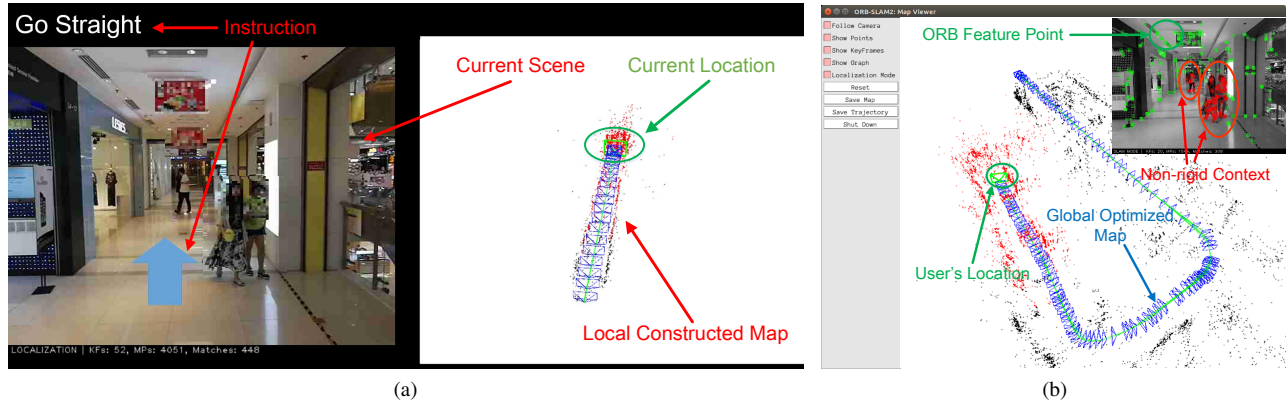 Go Straight
Instruction
Current Scene
Current Location
Local Constructed Map
LOCALIZATION | KFs: 52, MPs: 4051, Matches: 448
(a)
ORB-SLAM2: Map Viewer
Follow Camera
Show Points
Show KeyFrames
Show Graph
Localization Mode
Reset
Save Map
Save Trajectory
Shut Down
ORB Feature Point
Non-rigid Context
Global Optimized
Map
User's Location
(b)